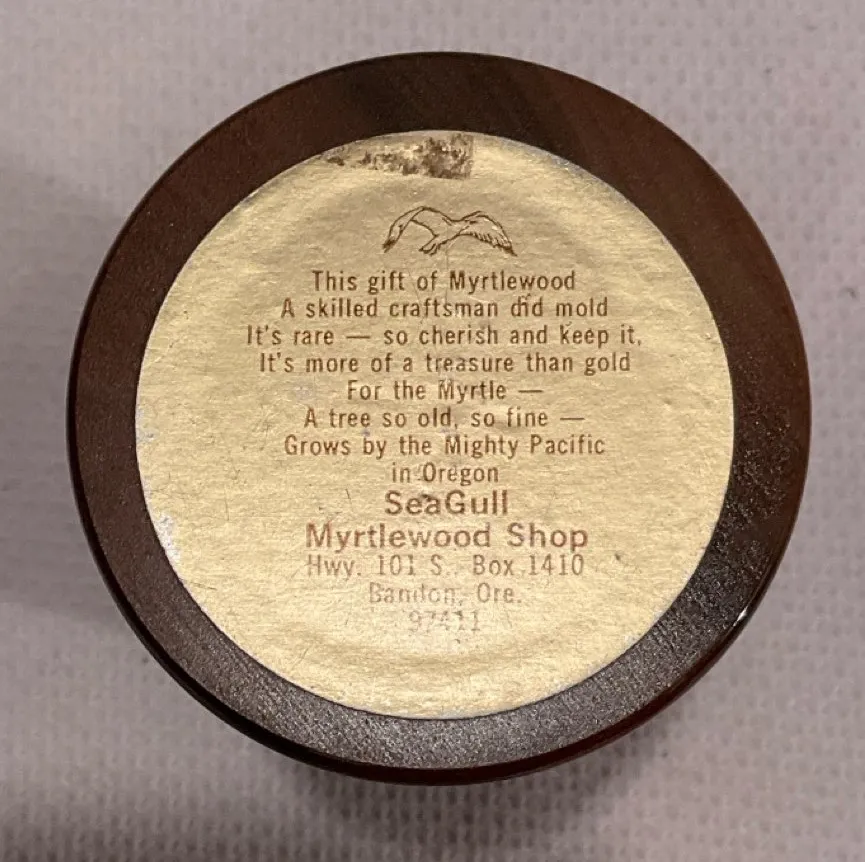 This gift of Myrtlewood
A skilled craftsman did mold
It's rare — so cherish and keep it,
It's more of a treasure than gold
For the Myrtle —
A tree so old, so fine —
Grows by the Mighty Pacific
in Oregon
SeaGull
Myrtlewood Shop
Hwy. 101 S. Box 1410
Bandon, Ore.
97411